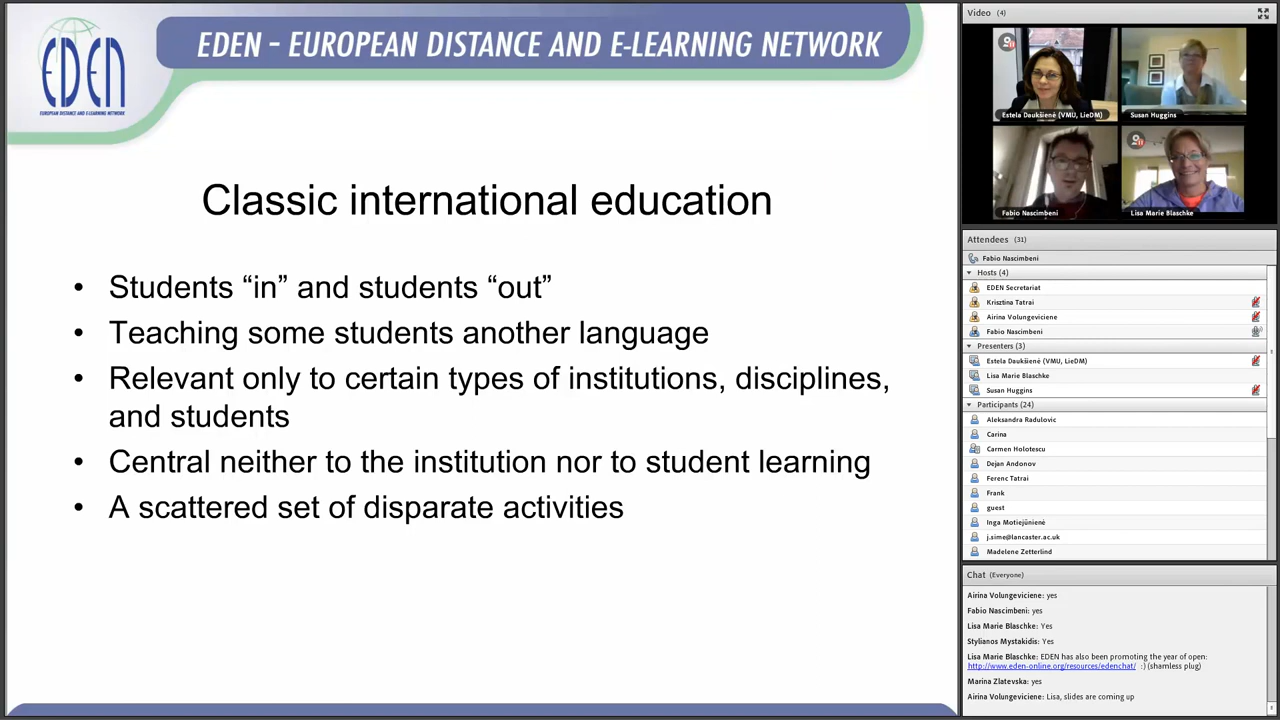 EDEN
EUROPEAN DISTANCE AND E-LEARNING NETWORK
EDEN – EUROPEAN DISTANCE AND E-LEARNING NETWORK
Classic international education
• Students “in” and students “out”
• Teaching some students another language
• Relevant only to certain types of institutions, disciplines,
and students
• Central neither to the institution nor to student learning
• A scattered set of disparate activities
Video (4)
Estela Daukšienė (VMU, LieDM)
Susan Huggins
Fabio Nascimbeni
Lisa Marie Blaschke
Attendees (31)
Fabio Nascimbeni
Hosts (4)
EDEN Secretariat
Krisztina Tatrai
Airina Volungeviciene
Fabio Nascimbeni
Presenters (3)
Estela Daukšienė (VMU, LieDM)
Lisa Marie Blaschke
Susan Huggins
Participants (24)
Aleksandra Radulovic
Carina
Carmen Holotescu
Dejan Andonov
Ferenc Tatrai
Frank
guest
Inga Motiejūnienė
j.sime@lancaster.ac.uk
Madelene Zetterlind
Chat (Everyone)
Airina Volungeviciene: yes
Fabio Nascimbeni: yes
Lisa Marie Blaschke: Yes
Stylianos Mystakidis: Yes
Lisa Marie Blaschke: EDEN has also been promoting the year of open:
http://www.eden-online.org/resources/edenchat/ :) (shamless plug)
Marina Zlatevska: yes
Airina Volungeviciene: Lisa, slides are coming up